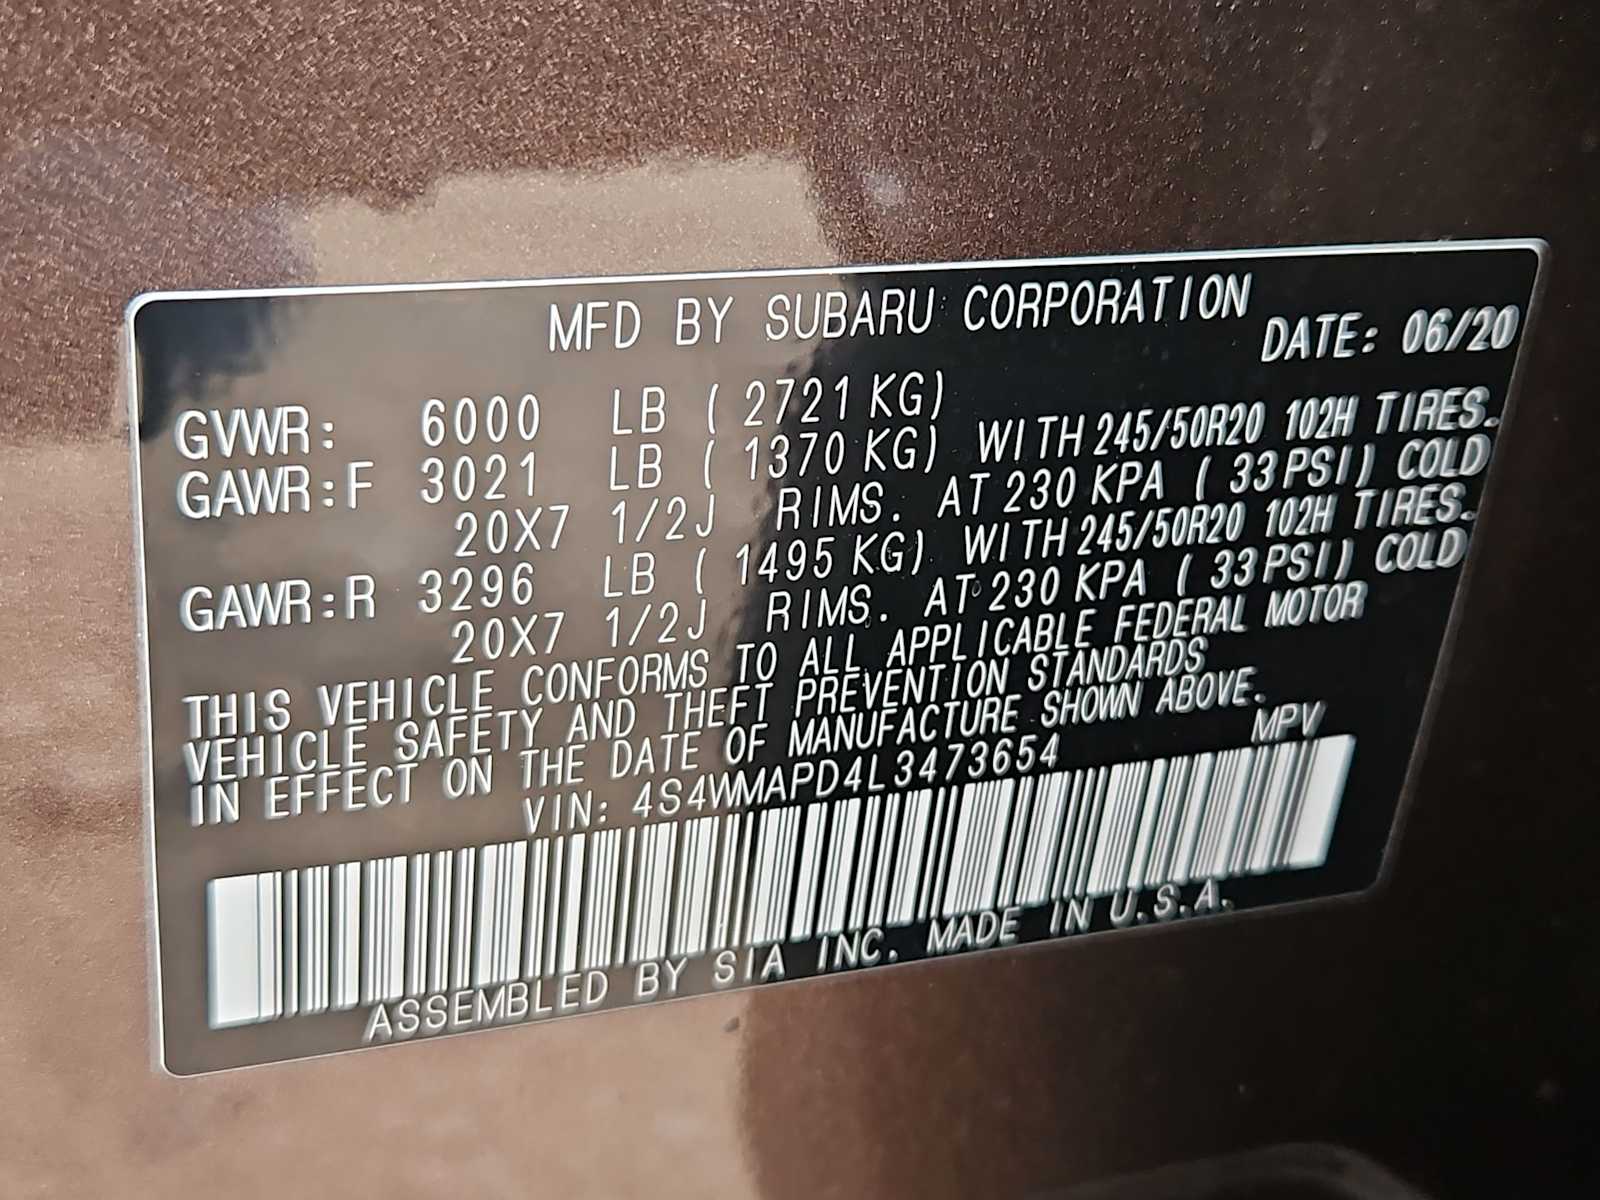 MFD BY SUBARU CORPORATION
DATE: 06/20
GVWR: 6000 LB ( 2721 KG)
GAWR:F 3021 LB ( 1370 KG) WITH 245/50R20 102H TIRES.
20X7 1/2J RIMS. AT 230 KPA ( 33PSI) COLD
GAWR:R 3296 LB ( 1495 KG) WITH 245/50R20 102H TIRES.
20X7 1/2J RIMS. AT 230 KPA ( 33PSI) COLD
THIS VEHICLE CONFORMS TO ALL APPLICABLE FEDERAL MOTOR
VEHICLE SAFETY AND THEFT PREVENTION STANDARDS
IN EFFECT ON THE DATE OF MANUFACTURE SHOWN ABOVE.
VIN: 4S4WMAPD4L3473654 MPV
ASSEMBLED BY SIA INC. MADE IN U.S.A.